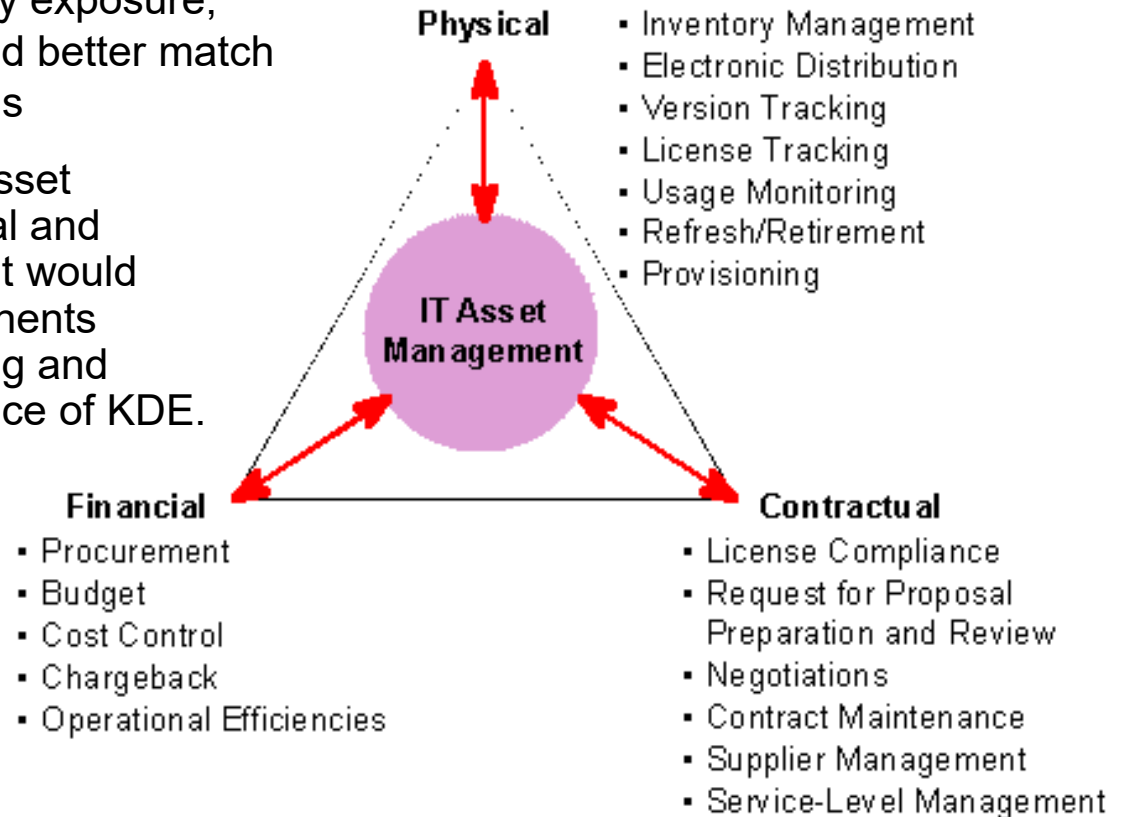 y exposure,
d better match
s
sset
al and
t would
nents
g and
ce of KDE.
Physical
▪ Inventory Management
▪ Electronic Distribution
▪ Version Tracking
▪ License Tracking
▪ Usage Monitoring
▪ Refresh/Retirement
▪ Provisioning
IT Asset
Management
Financial
▪ Procurement
▪ Budget
▪ Cost Control
▪ Chargeback
▪ Operational Efficiencies
Contractual
▪ License Compliance
▪ Request for Proposal
Preparation and Review
▪ Negotiations
▪ Contract Maintenance
▪ Supplier Management
▪ Service-Level Management